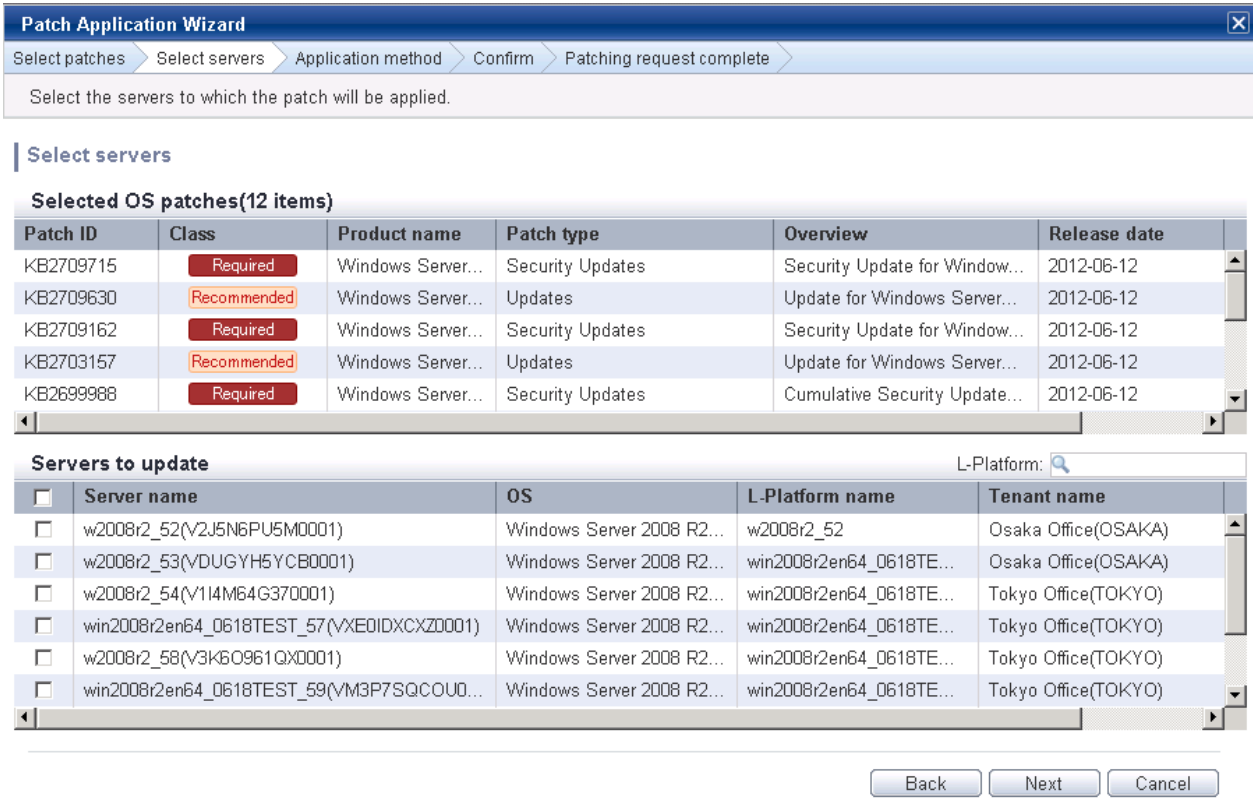 Patch Application Wizard
Select patches Select servers Application method Confirm Patching request complete
Select the servers to which the patch will be applied.
Select servers
Selected OS patches(12 items)
Patch ID Class Product name Patch type Overview Release date
KB2709715 Required Windows Server... Security Updates Security Update for Window... 2012-06-12
KB2709630 Recommended Windows Server... Updates Update for Windows Server... 2012-06-12
KB2709162 Required Windows Server... Security Updates Security Update for Window... 2012-06-12
KB2703157 Recommended Windows Server... Updates Update for Windows Server... 2012-06-12
KB2699988 Required Windows Server... Security Updates Cumulative Security Update... 2012-06-12
Servers to update L-Platform:
Server name OS L-Platform name Tenant name
w2008r2_52(V2J5N6PU5M0001) Windows Server 2008 R2... w2008r2_52 Osaka Office(OSAKA)
w2008r2_53(VDUGYH5YCB0001) Windows Server 2008 R2... win2008r2en64_0618TE... Osaka Office(OSAKA)
w2008r2_54(V1I4M64G370001) Windows Server 2008 R2... win2008r2en64_0618TE... Tokyo Office(TOKYO)
win2008r2en64_0618TEST_57(VXE0IDXCXZ0001) Windows Server 2008 R2... win2008r2en64_0618TE... Tokyo Office(TOKYO)
w2008r2_58(V3K6O961QX0001) Windows Server 2008 R2... win2008r2en64_0618TE... Tokyo Office(TOKYO)
win2008r2en64_0618TEST_59(VM3P7SQCOU0... Windows Server 2008 R2... win2008r2en64_0618TE... Tokyo Office(TOKYO)
Back Next Cancel